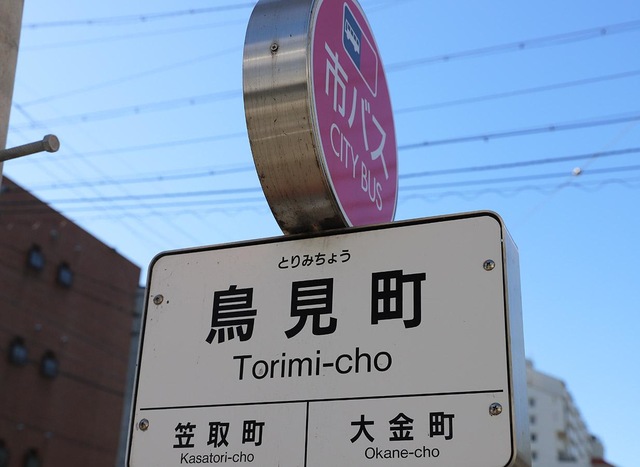 市バス
CITY BUS
とりみちょう
鳥見町
Torimi-cho
笠取町 大金町
Kasatori-cho Okane-cho